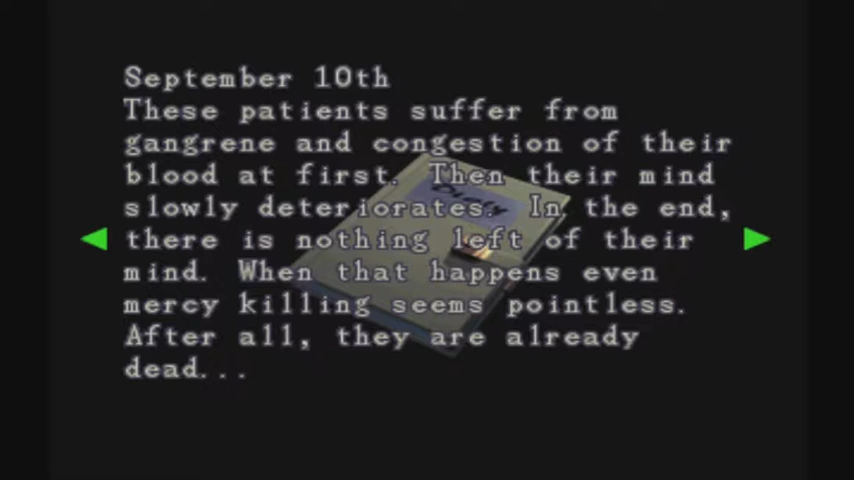 September 10th
These patients suffer from
gangrene and congestion of their
blood at first. Then their mind
slowly deteriorates. In the end,
there is nothing left of their
mind. When that happens even
mercy killing seems pointless.
After all, they are already
dead...
Diary